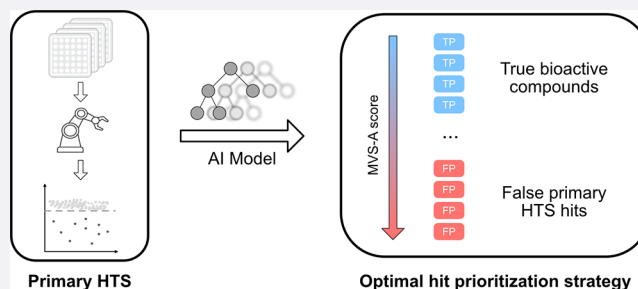 Primary HTS
AI Model
MVS-A score
TP
TP
TP
TP
...
FP
FP
FP
FP
True bioactive
compounds
False primary
HTS hits
Optimal hit prioritization strategy